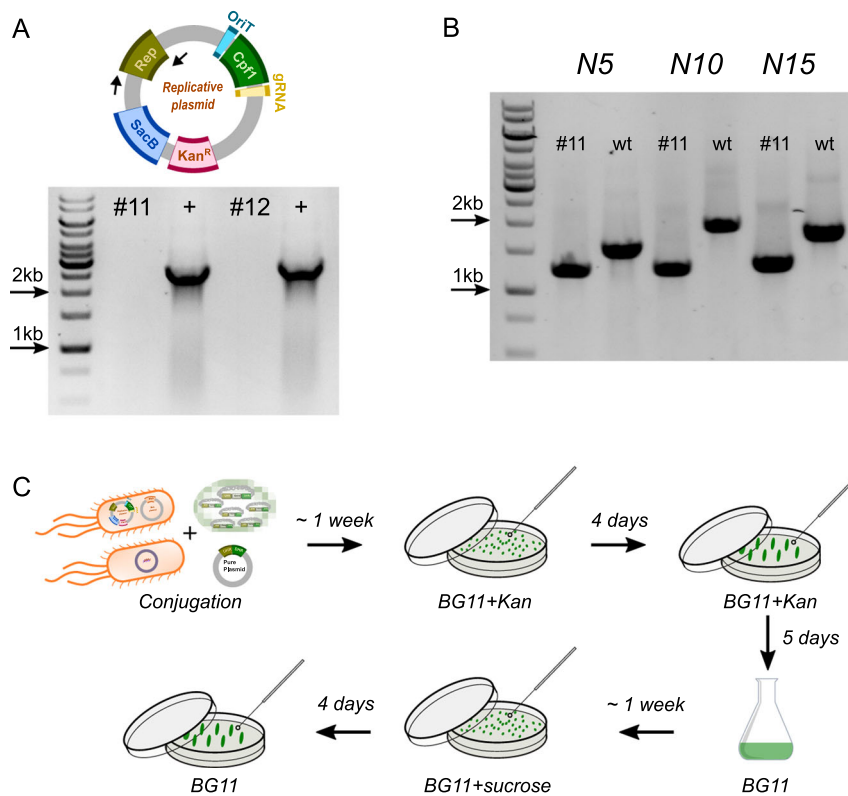 A
OriT
Rep
Cpf1
gRNA
Replicative
plasmid
SacB
KanR
#11 + #12 +
2kb
1kb
B
N5 N10 N15
#11 wt #11 wt #11 wt
2kb
1kb
C
+
Pure
Plasmid
Conjugation
~ 1 week
BG11+Kan
4 days
BG11+Kan
5 days
BG11
~ 1 week
BG11+sucrose
4 days
BG11